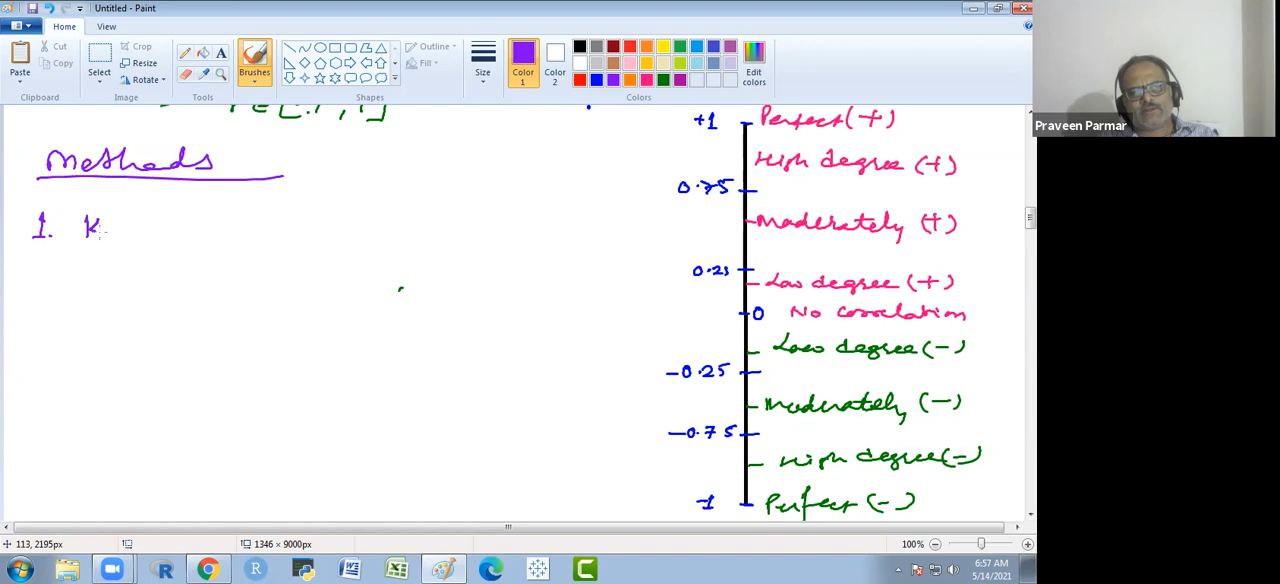 Untitled - Paint
Home View
Cut
Copy
Paste
Crop
Resize
Rotate
Select
Brushes
Outline
Fill
Size
Color 1
Color 2
Edit colors
Clipboard Image Tools Shapes Colors
Praveen Parmar
+1 Perfect (+)
Methods
High degree (+)
0.75
1. K
Moderately (+)
0.25
Low degree (+)
0 No correlation
Low degree (-)
-0.25
Moderately (-)
-0.75
High degree (-)
-1 Perfect (-)
113, 2195px
1346 × 9000px
100%
6:57 AM
5/14/2021